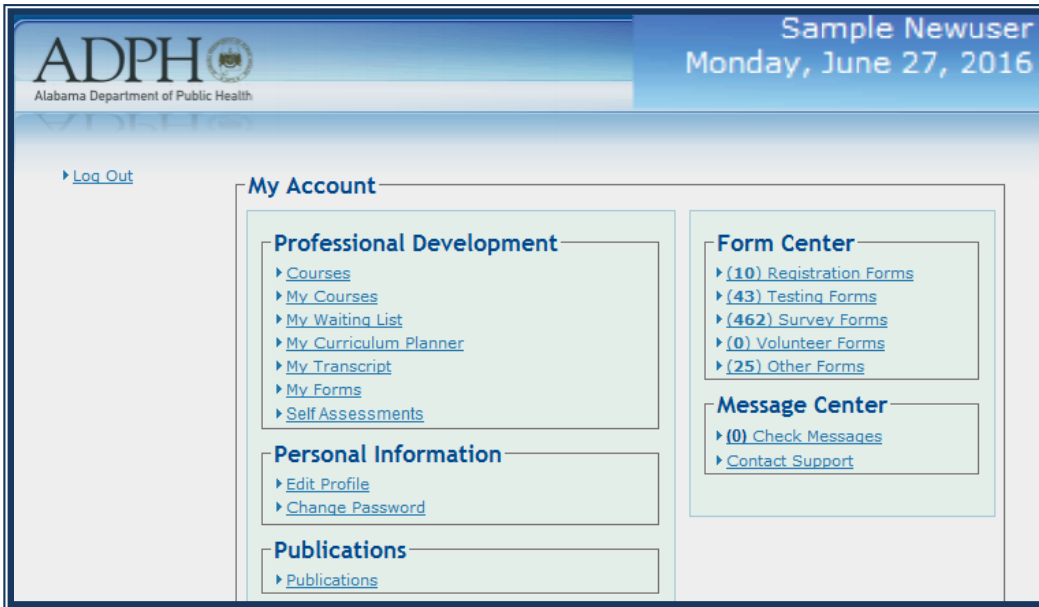 Sample Newuser
Monday, June 27, 2016
ADPH
Alabama Department of Public Health
Log Out
My Account
Professional Development
Courses
My Courses
My Waiting List
My Curriculum Planner
My Transcript
My Forms
Self Assessments
Personal Information
Edit Profile
Change Password
Publications
Publications
Form Center
(10) Registration Forms
(43) Testing Forms
(462) Survey Forms
(0) Volunteer Forms
(25) Other Forms
Message Center
(0) Check Messages
Contact Support